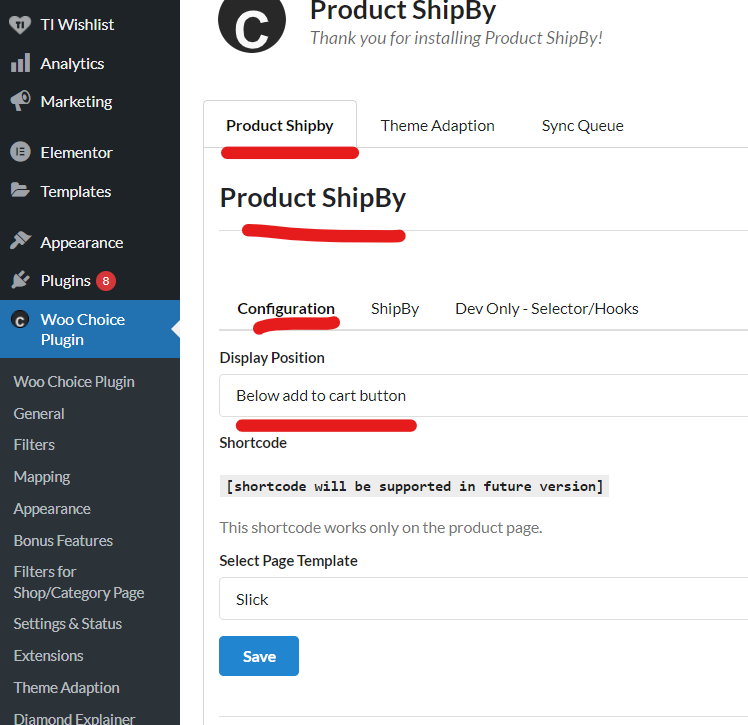 TI Wishlist
Analytics
Marketing
Elementor
Templates
Appearance
Plugins 8
Woo Choice
Plugin
Woo Choice Plugin
General
Filters
Mapping
Appearance
Bonus Features
Filters for
Shop/Category Page
Settings & Status
Extensions
Theme Adaption
Diamond Explainer
C
Product ShipBy
Thank you for installing Product ShipBy!
Product Shipby Theme Adaption Sync Queue
Product ShipBy
Configuration ShipBy Dev Only - Selector/Hooks
Display Position
Below add to cart button
Shortcode
[shortcode will be supported in future version]
This shortcode works only on the product page.
Select Page Template
Slick
Save